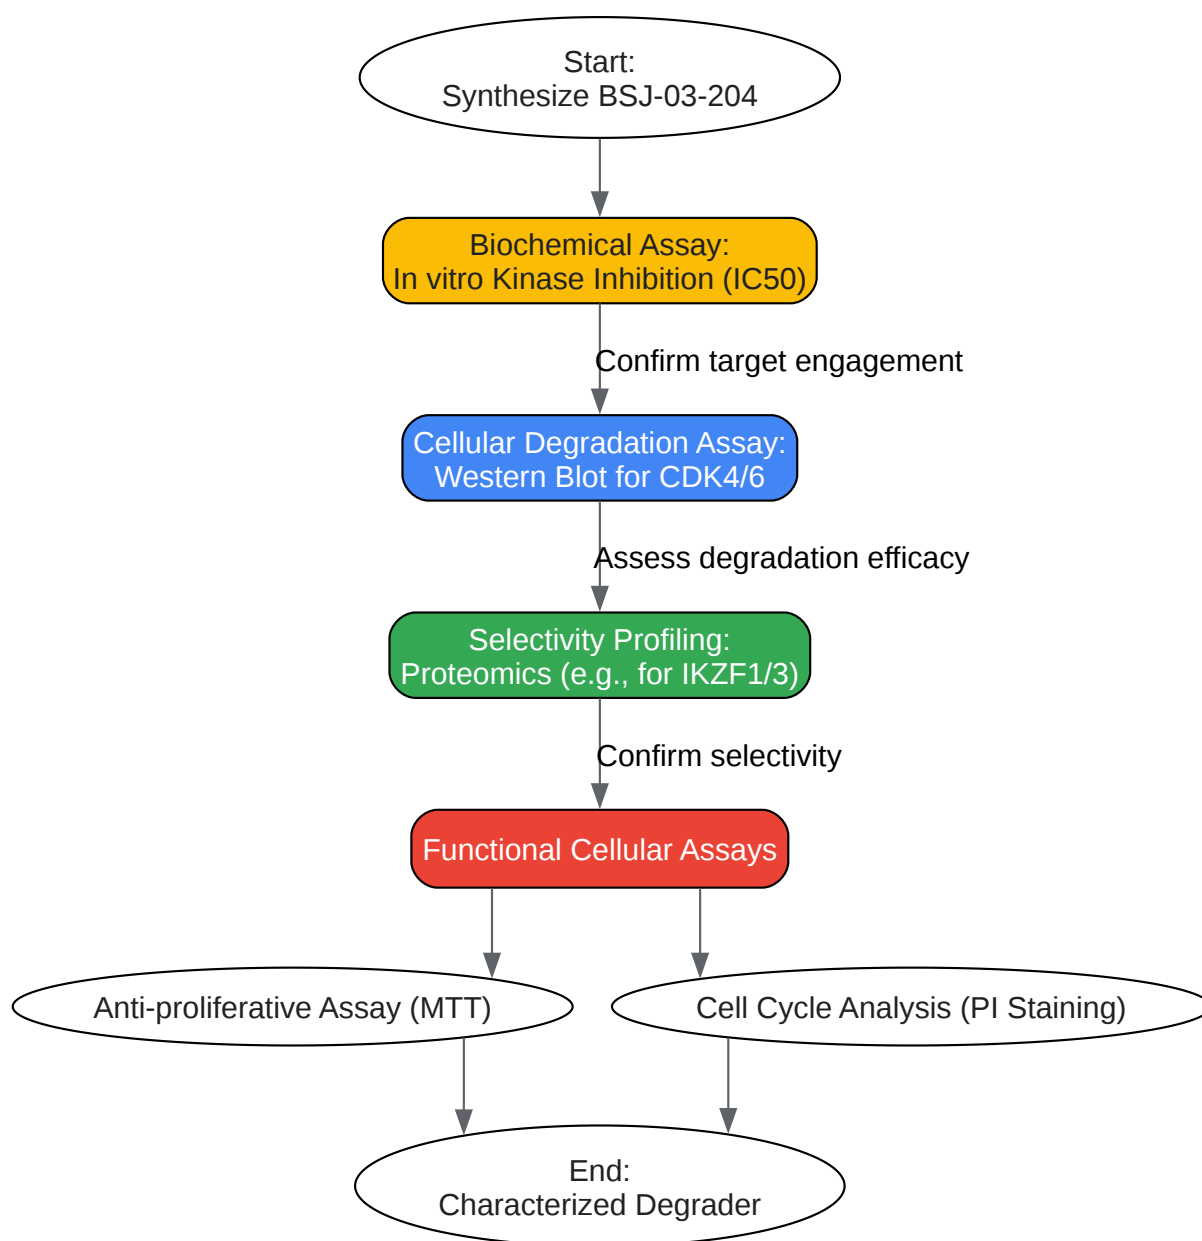 Start:
Synthesize BSJ-03-204
Biochemical Assay:
In vitro Kinase Inhibition (IC50)
Confirm target engagement
Cellular Degradation Assay:
Western Blot for CDK4/6
Assess degradation efficacy
Selectivity Profiling:
Proteomics (e.g., for IKZF1/3)
Confirm selectivity
Functional Cellular Assays
Anti-proliferative Assay (MTT)
Cell Cycle Analysis (PI Staining)
End:
Characterized Degrader